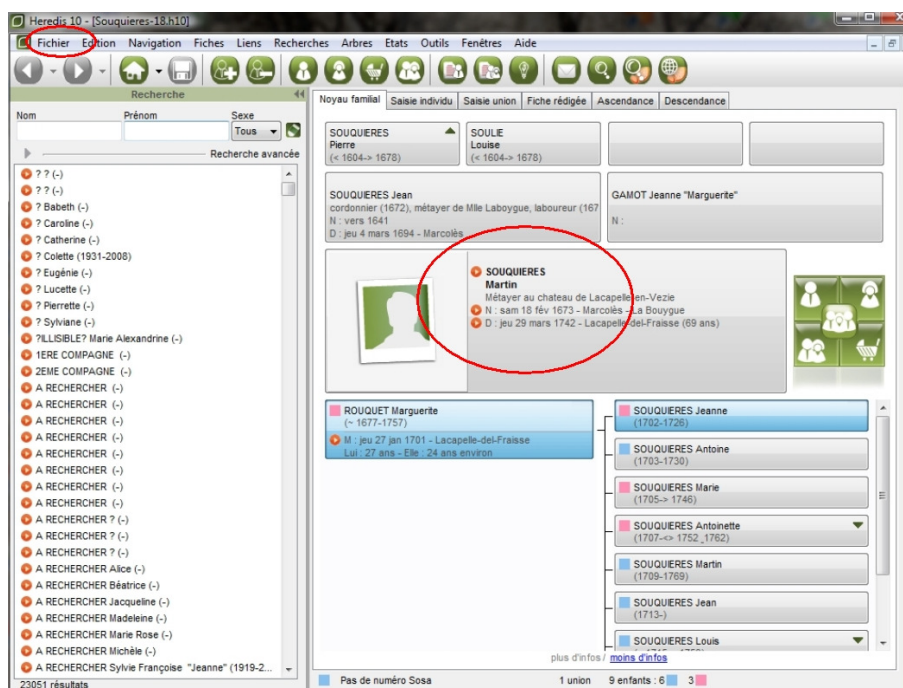 Heredis 10 - [Souquieres-18.h10]
Fichier Edition Navigation Fiches Liens Recherches Arbres Etats Outils Fenêtres Aide
Recherche
Nom Prénom Sexe
Tous
Recherche avancée
? ? (-)
? ? (-)
? Babeth (-)
? Caroline (-)
? Catherine (-)
? Colette (1931-2008)
? Eugénie (-)
? Lucette (-)
? Pierrette (-)
? Sylviane (-)
?ILLISIBLE? Marie Alexandrine (-)
1ERE COMPAGNE (-)
2EME COMPAGNE (-)
A RECHERCHER (-)
A RECHERCHER (-)
A RECHERCHER (-)
A RECHERCHER (-)
A RECHERCHER (-)
A RECHERCHER (-)
A RECHERCHER (-)
A RECHERCHER (-)
A RECHERCHER ? (-)
A RECHERCHER ? (-)
A RECHERCHER ? (-)
A RECHERCHER Alice (-)
A RECHERCHER Béatrice (-)
A RECHERCHER Jacqueline (-)
A RECHERCHER Madeleine (-)
A RECHERCHER Marie Rose (-)
A RECHERCHER Michèle (-)
A RECHERCHER Sylvie Françoise "Jeanne" (1919-2...
23051 résultats
Noyau familial Saisie individu Saisie union Fiche rédigée Ascendance Descendance
SOUQUIERES
Pierre
(< 1604-> 1678)
SOULIE
Louise
(< 1604-> 1678)
SOUQUIERES Jean
cordonnier (1672), métayer de Mlle Laboygue, laboureur (167
N : vers 1641
D : jeu 4 mars 1694 - Marcolès
GAMOT Jeanne "Marguerite"
N :
SOUQUIERES
Martin
Métayer au chateau de Lacapelle-en-Vezie
N : sam 18 fév 1673 - Marcolès - La Bouygue
D : jeu 29 mars 1742 - Lacapelle-del-Fraisse (69 ans)
ROUQUET Marguerite
(~ 1677-1757)
M : jeu 27 jan 1701 - Lacapelle-del-Fraisse
Lui : 27 ans - Elle : 24 ans environ
SOUQUIERES Jeanne
(1702-1726)
SOUQUIERES Antoine
(1703-1730)
SOUQUIERES Marie
(1705-> 1746)
SOUQUIERES Antoinette
(1707-<> 1752 _1762)
SOUQUIERES Martin
(1709-1769)
SOUQUIERES Jean
(1713-)
SOUQUIERES Louis
plus d'infos / moins d'infos
Pas de numéro Sosa 1 union 9 enfants : 6 3